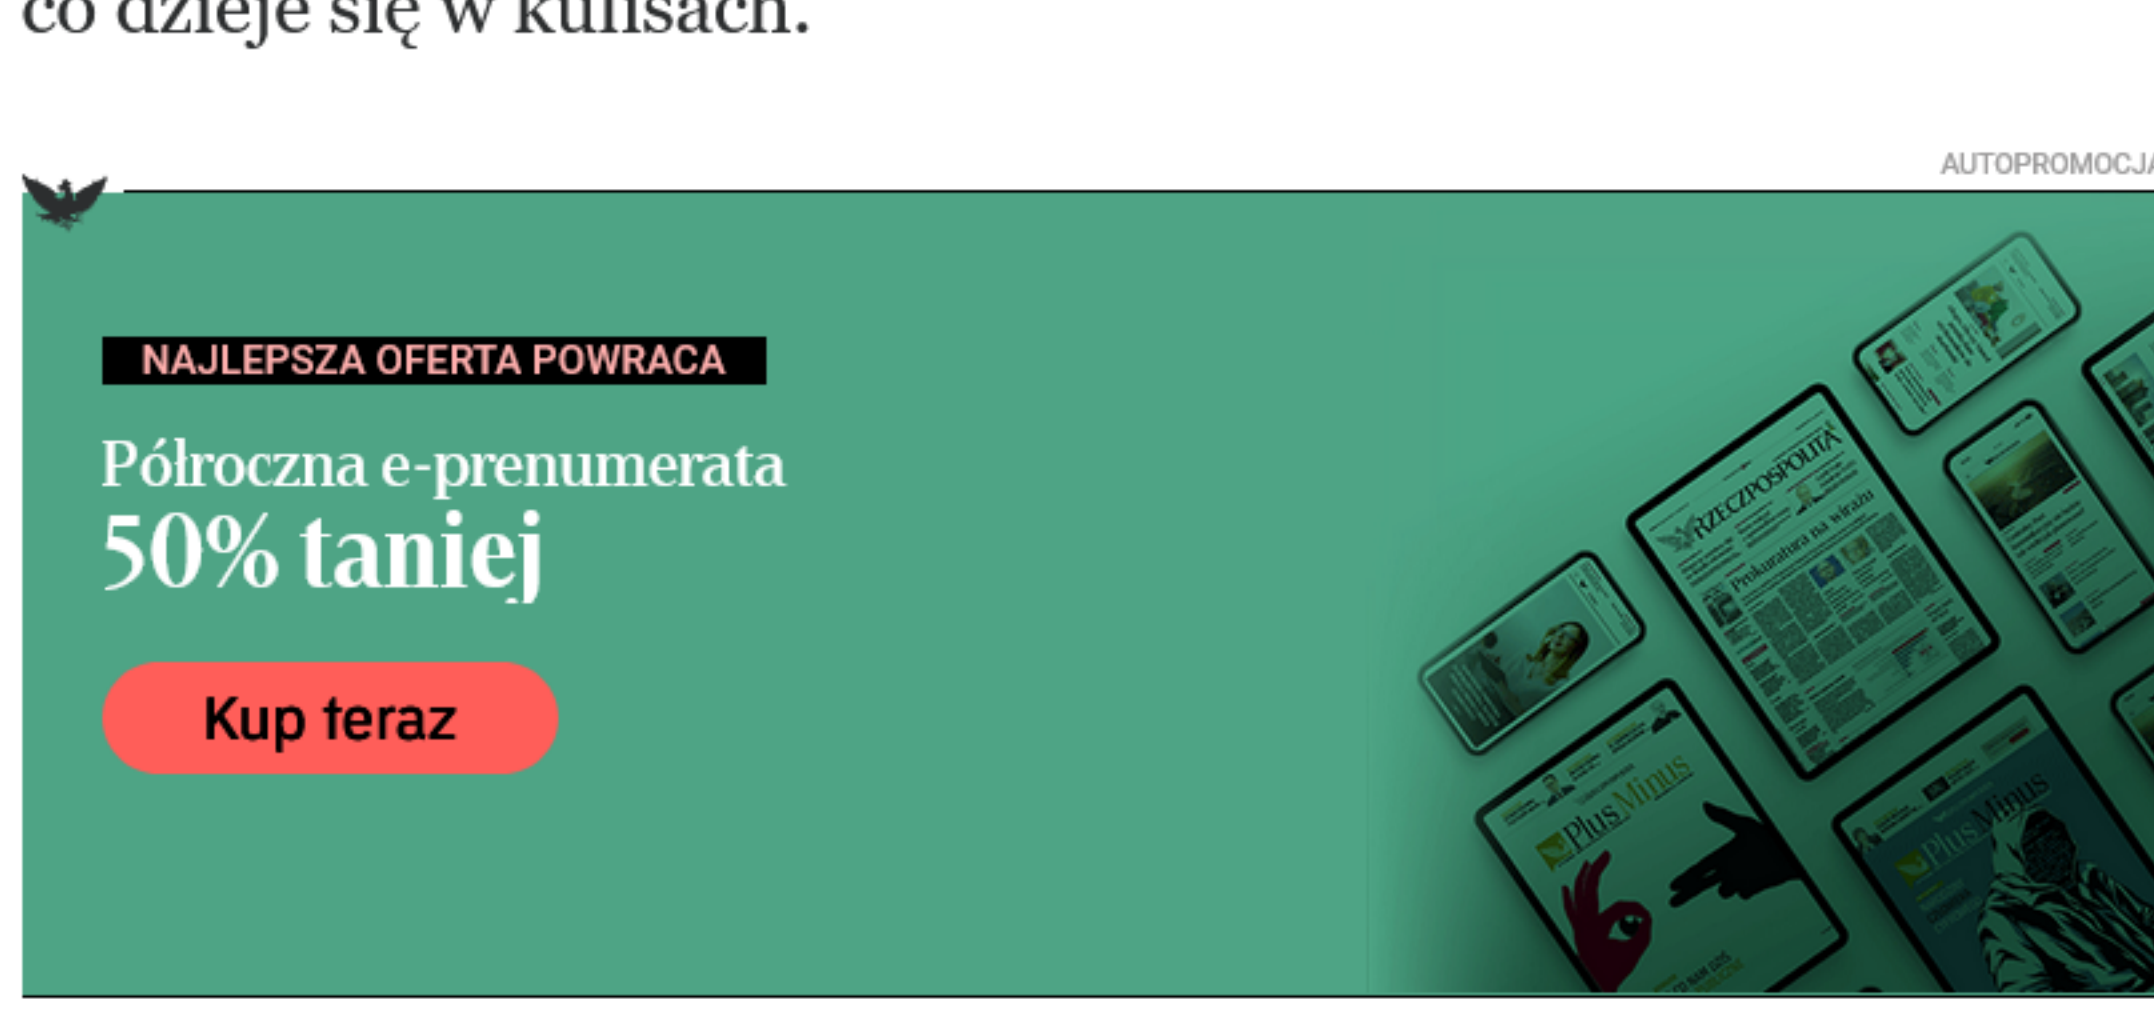 co dzieje się w kulisach.
AUTOPROMOCJA
NAJLEPSZA OFERTA POWRACA
Półroczna e-prenumerata
50% taniej
Kup teraz
RZECZPOSPOLITA
Prokuratura na wirażu
Plus Minus
Plus Minus